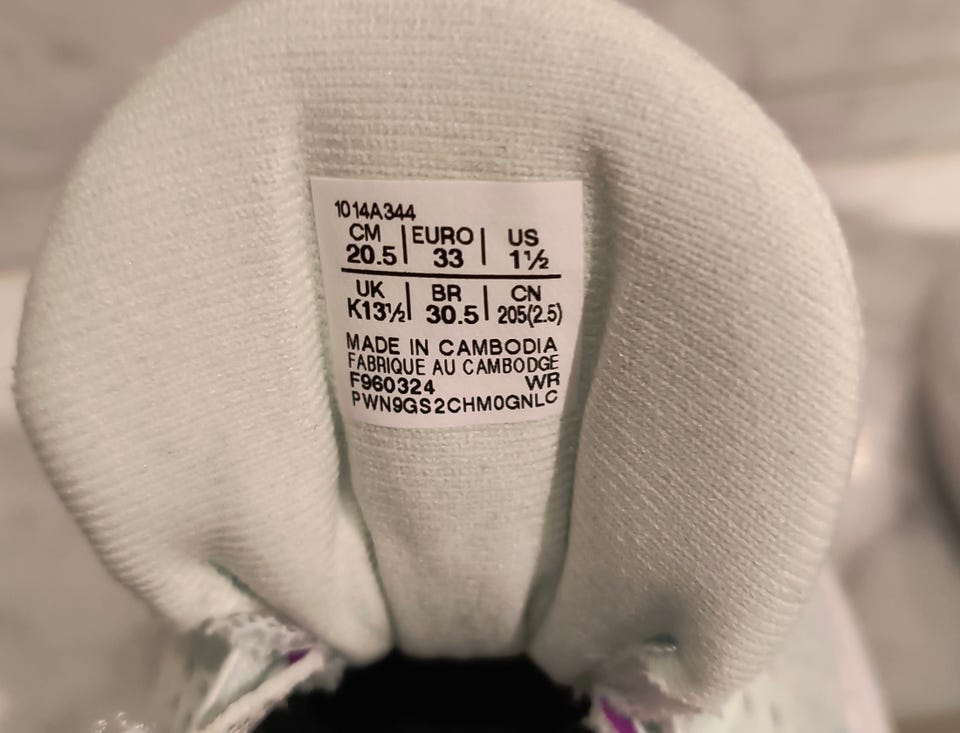 1014A344
CM | EURO | US
20.5 | 33 | 1½
UK | BR | CN
K13½ | 30.5 | 205(2.5)
MADE IN CAMBODIA
FABRIQUE AU CAMBODGE
F960324 WR
PWN9GS2CHM0GNLC